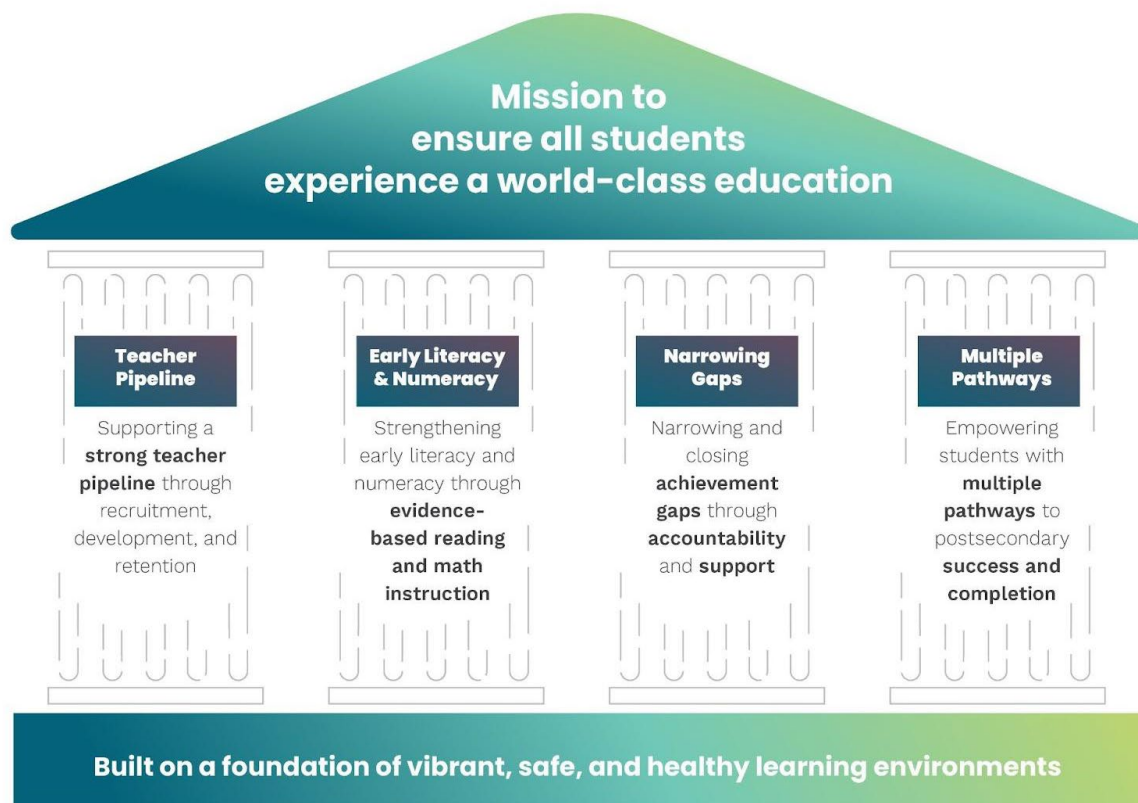 Mission to
ensure all students
experience a world-class education
Teacher
Pipeline
Supporting a
strong teacher
pipeline through
recruitment,
development, and
retention
Early Literacy
& Numeracy
Strengthening
early literacy and
numeracy through
evidence-
based reading
and math
instruction
Narrowing
Gaps
Narrowing and
closing
achievement
gaps through
accountability
and support
Multiple
Pathways
Empowering
students with
multiple
pathways to
postsecondary
success and
completion
Built on a foundation of vibrant, safe, and healthy learning environments